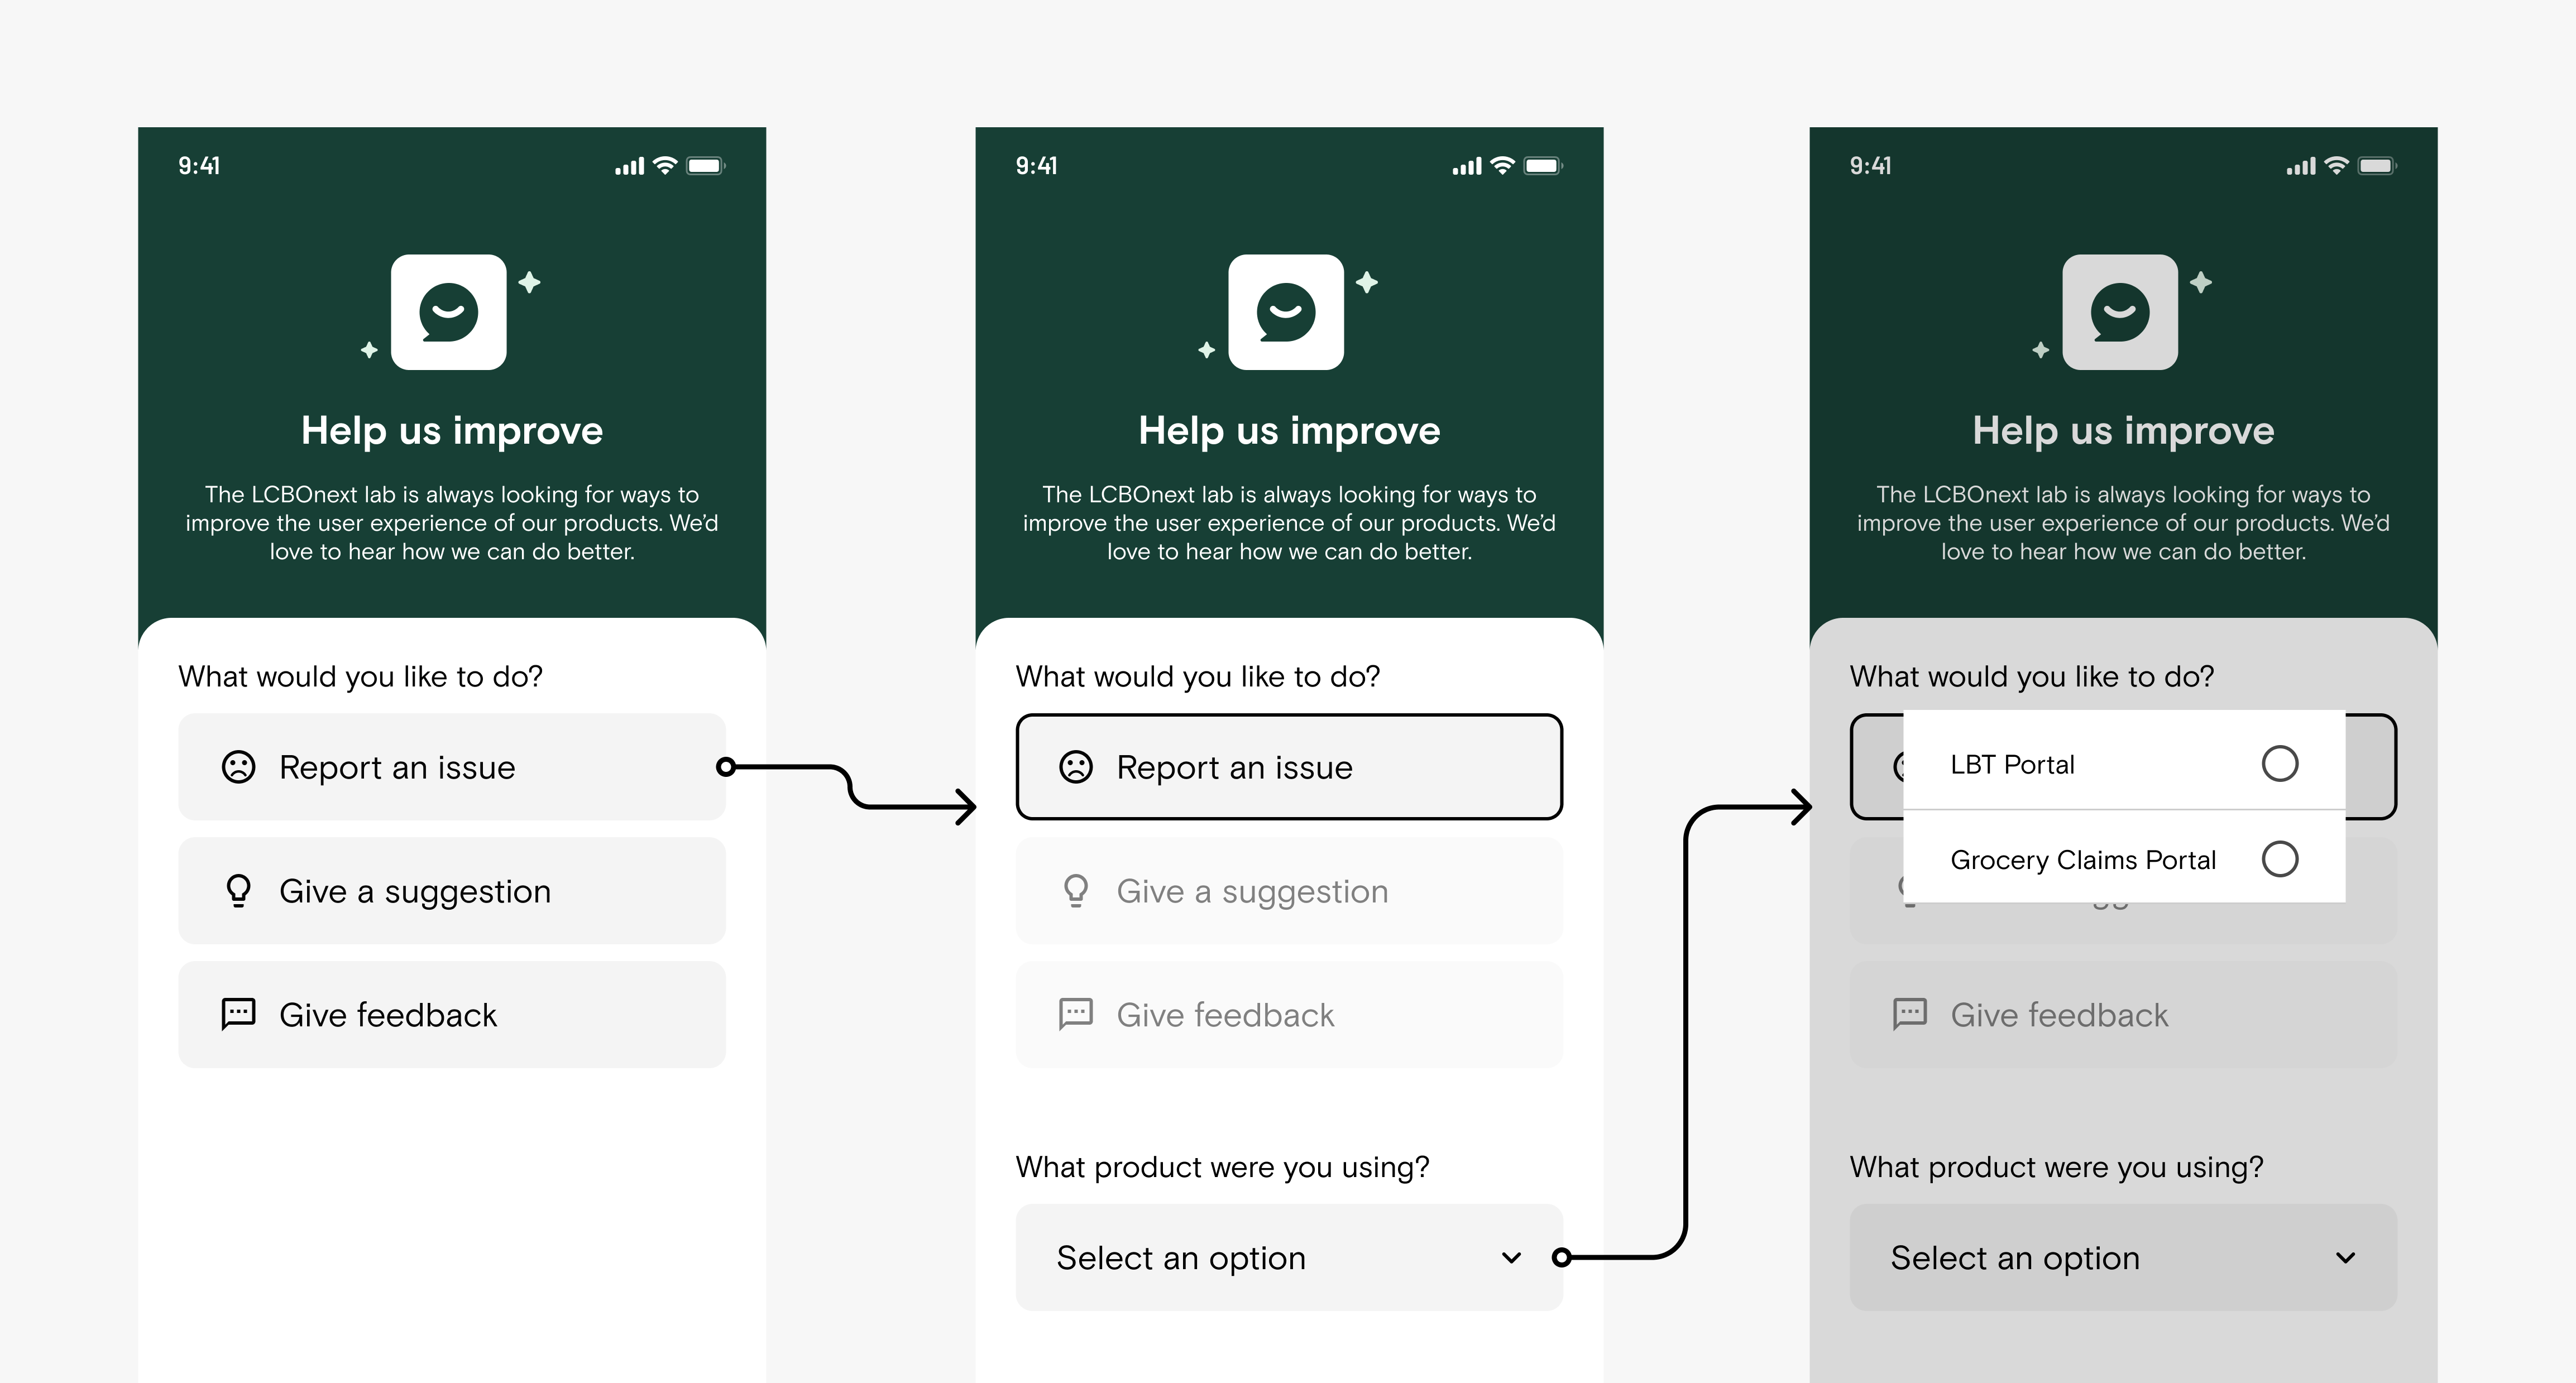 9:41
Help us improve
The LCBOnext lab is always looking for ways to
improve the user experience of our products. We'd
love to hear how we can do better.
What would you like to do?
Report an issue
Give a suggestion
Give feedback
9:41
Help us improve
The LCBOnext lab is always looking for ways to
improve the user experience of our products. We'd
love to hear how we can do better.
What would you like to do?
Report an issue
Give a suggestion
Give feedback
What product were you using?
Select an option
9:41
Help us improve
The LCBOnext lab is always looking for ways to
improve the user experience of our products. We'd
love to hear how we can do better.
What would you like to do?
LBT Portal
Grocery Claims Portal
Give feedback
What product were you using?
Select an option